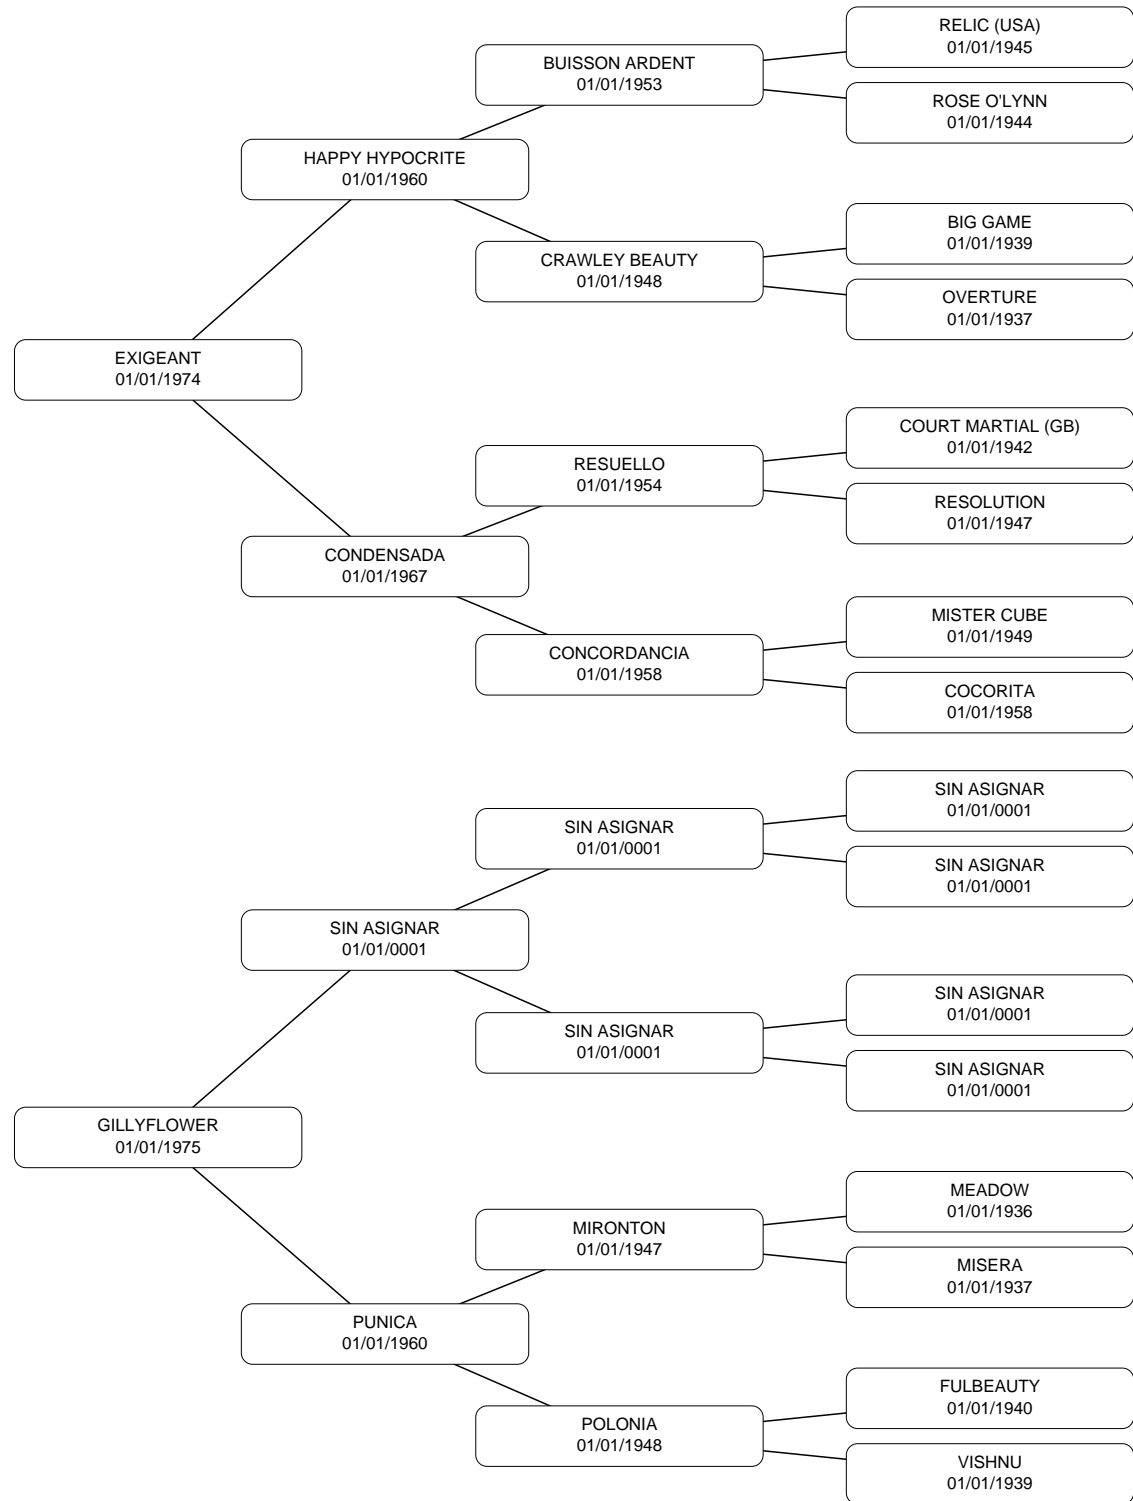 RELIC (USA)
01/01/1945
BUISSON ARDENT
01/01/1953
ROSE O'LYNN
01/01/1944
HAPPY HYPOCRITE
01/01/1960
BIG GAME
01/01/1939
CRAWLEY BEAUTY
01/01/1948
OVERTURE
01/01/1937
EXIGEANT
01/01/1974
COURT MARTIAL (GB)
01/01/1942
RESUELLO
01/01/1954
RESOLUTION
01/01/1947
CONDENSADA
01/01/1967
MISTER CUBE
01/01/1949
CONCORDANCIA
01/01/1958
COCORITA
01/01/1958
SIN ASIGNAR
01/01/0001
SIN ASIGNAR
01/01/0001
SIN ASIGNAR
01/01/0001
SIN ASIGNAR
01/01/0001
SIN ASIGNAR
01/01/0001
SIN ASIGNAR
01/01/0001
SIN ASIGNAR
01/01/0001
GILLYFLOWER
01/01/1975
MEADOW
01/01/1936
MIRONTON
01/01/1947
MISERA
01/01/1937
PUNICA
01/01/1960
FULBEAUTY
01/01/1940
POLONIA
01/01/1948
VISHNU
01/01/1939